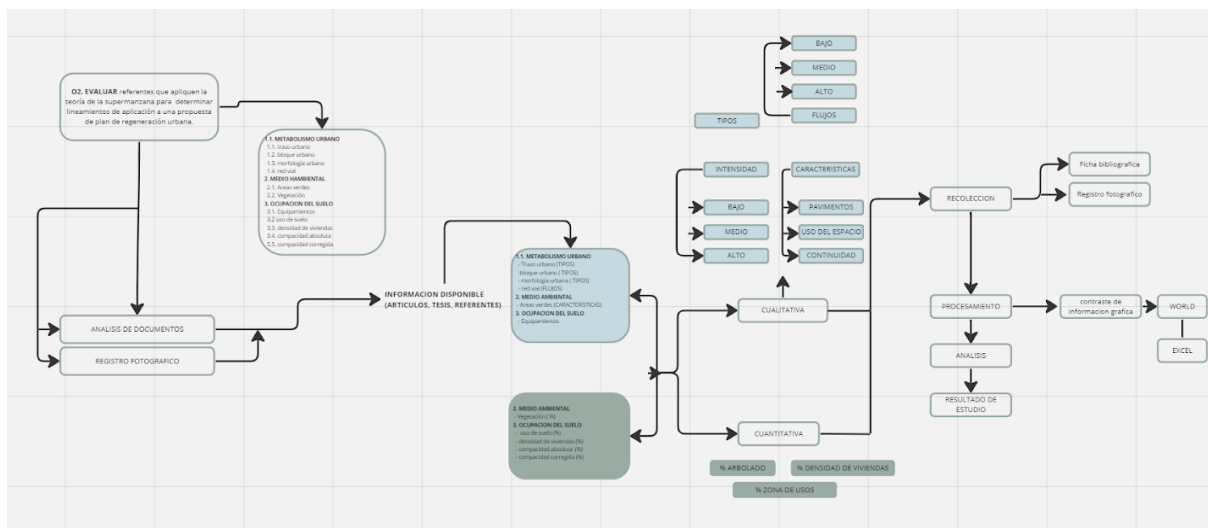 O2. EVALUAR referentes que apliquen la
teoría de la supermanzana para determinar
lineamientos de aplicación a una propuesta
de plan de regeneración urbana.
1.1. METABOLISMO URBANO
1.1. trazo urbano
1.2. bloque urbano
1.3. morfología urbana
1.4. red vial
2. MEDIO HAMBIENTAL
2.1- Areas verdes
2.2. Vegetación
3. OCUPACION DEL SUELO
3.1. Equipamientos
3.2 uso de suelo
3.3. densidad de viviendas
3.4. compacidad absoluta
3.5. compacidad corregida
ANALISIS DE DOCUMENTOS
REGISTRO FOTOGRAFICO
INFORMACION DISPONIBLE
(ARTICULOS, TESIS, REFERENTES)
1.1. METABOLISMO URBANO
- Trazo urbano (TIPOS)
-bloque urbano ( TIPOS)
- morfología urbana ( TIPOS)
- red vial (FLUJOS)
2. MEDIO AMBIENTAL
- Areas verdes (CARACTERISTICAS)
3. OCUPACION DEL SUELO
- Equipamientos
2. MEDIO AMBIENTAL
- Vegetación ( %)
3. OCUPACION DEL SUELO
- uso de suelo (%)
- densidad de viviendas (%)
- compacidad absoluta (%)
- compacidad corregida (%)
TIPOS
BAJO
MEDIO
ALTO
FLUJOS
INTENSIDAD
BAJO
MEDIO
ALTO
CARACTERISTICAS
PAVIMENTOS
USO DEL ESPACIO
CONTINUIDAD
CUALITATIVA
CUANTITATIVA
% ARBOLADO
% DENSIDAD DE VIVIENDAS
% ZONA DE USOS
RECOLECCION
Ficha bibliografica
Registro fotografico
PROCESAMIENTO
contraste de
informacion grafica
WORLD
EXCEL
ANALISIS
RESULTADO DE
ESTUDIO